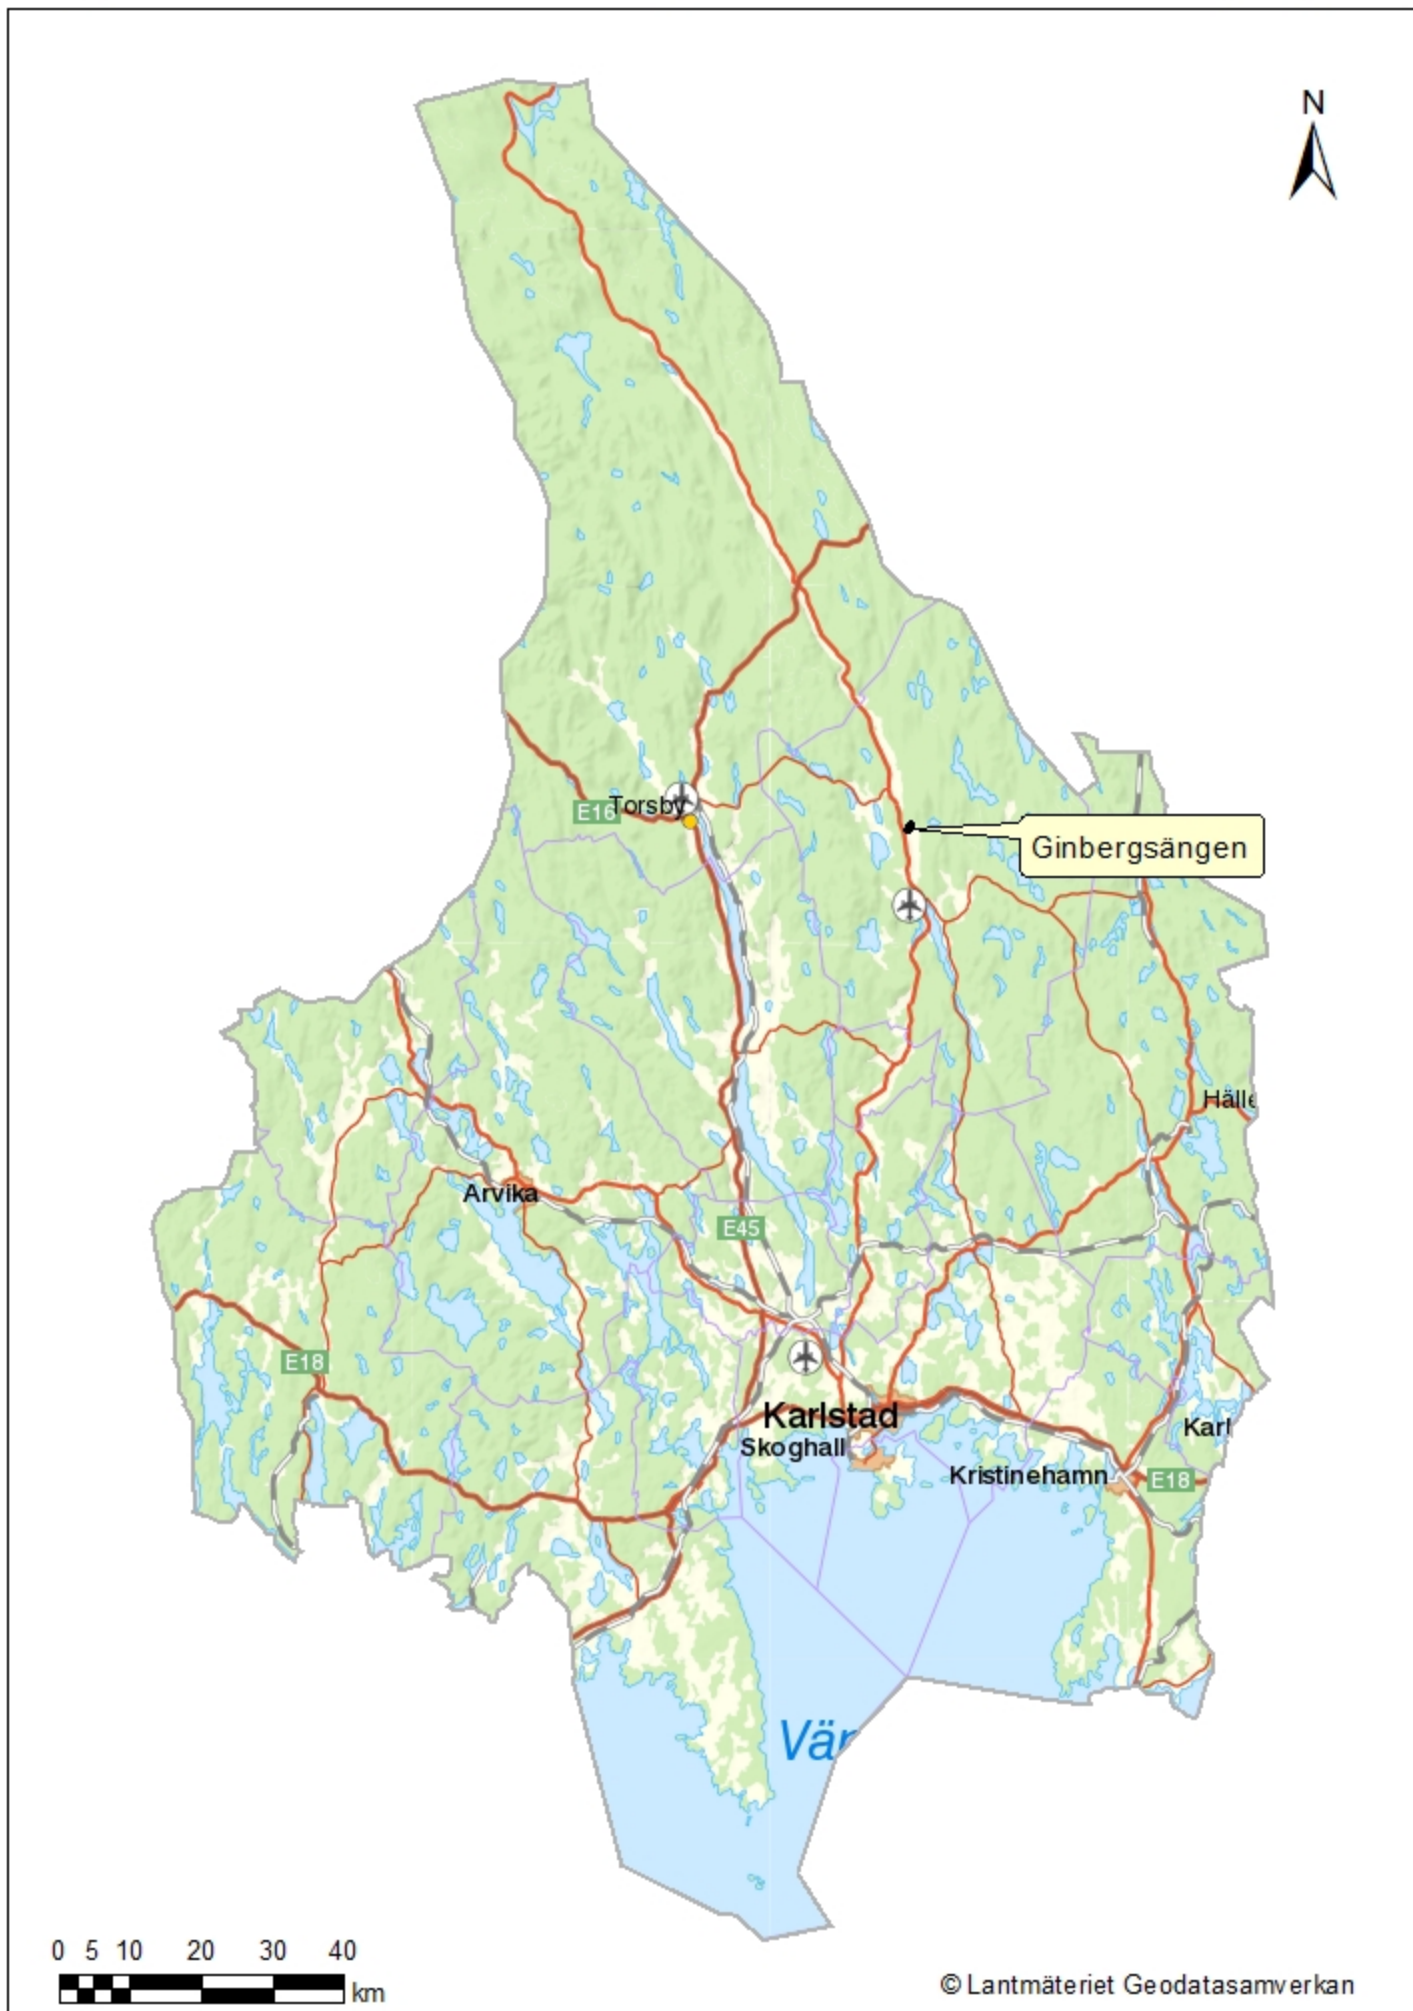 N
E16
Torsby
Ginbergsängen
Hälle
Arvika
E45
E18
Karlstad
Skoghall
Karl
Kristinehamn
E18
Vär
0 5 10 20 30 40
km
© Lantmäteriet Geodatasamverkan